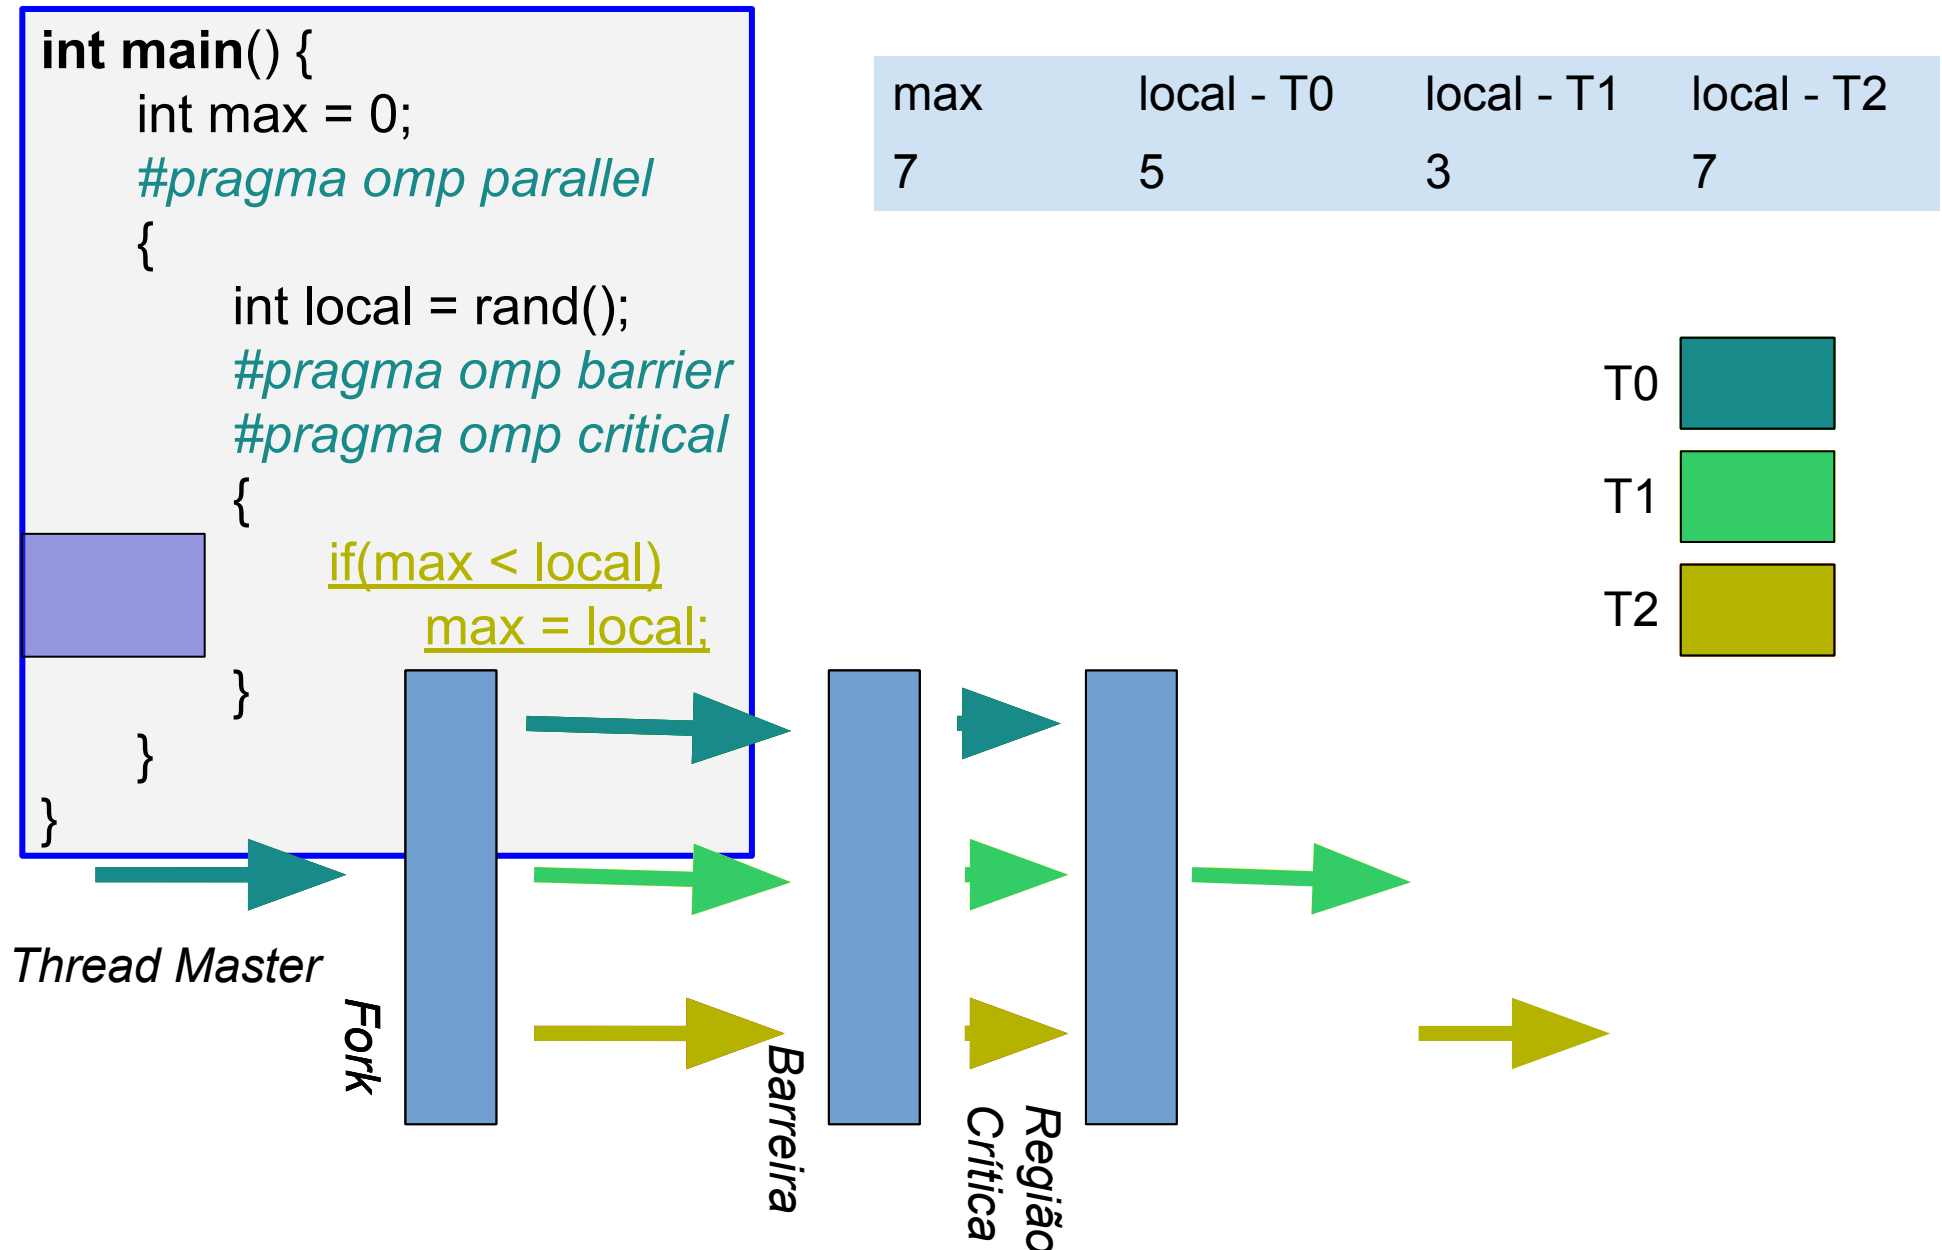 int main() {
int max = 0;
#pragma omp parallel
{
int local = rand();
#pragma omp barrier
#pragma omp critical
{
if(max < local)
max = local;
}
}
}
max local - T0 local - T1 local - T2
7 5 3 7
T0
T1
T2
Thread Master
Fork
Barreira
Região
Crítica